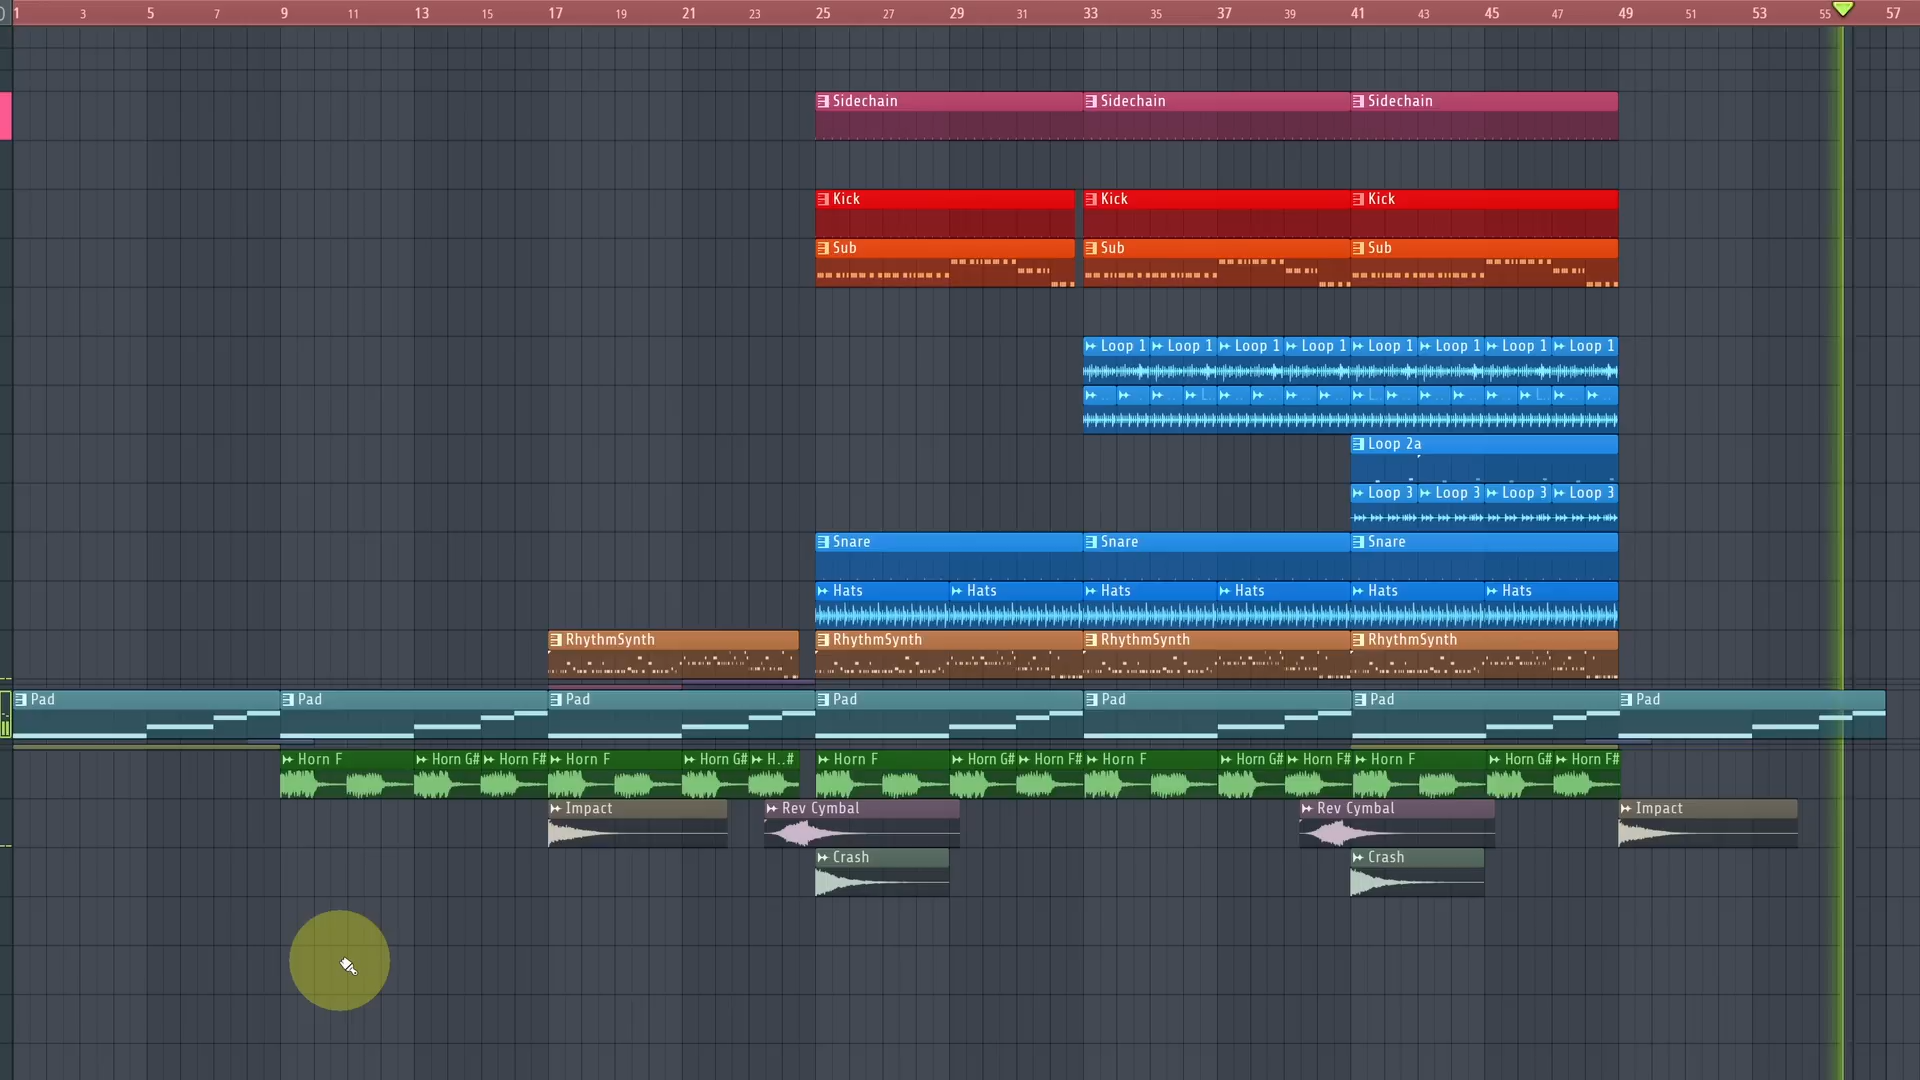 1 3 5 7 9 11 13 15 17 19 21 23 25 27 29 31 33 35 37 39 41 43 45 47 49 51 53 55 57
Sidechain Sidechain Sidechain
Kick Kick Kick
Sub Sub Sub
Loop 1 Loop 1 Loop 1 Loop 1 Loop 1 Loop 1 Loop 1 Loop 1
Loop 2a
Loop 3 Loop 3 Loop 3 Loop 3
Snare Snare Snare
Hats Hats Hats Hats Hats Hats
RhythmSynth RhythmSynth RhythmSynth RhythmSynth
Pad Pad Pad Pad Pad Pad Pad
Horn F Horn G# Horn F# Horn F Horn G# H..# Horn F Horn G# Horn F# Horn F Horn G# Horn F# Horn F Horn G# Horn F#
Impact Rev Cymbal Rev Cymbal Impact
Crash Crash